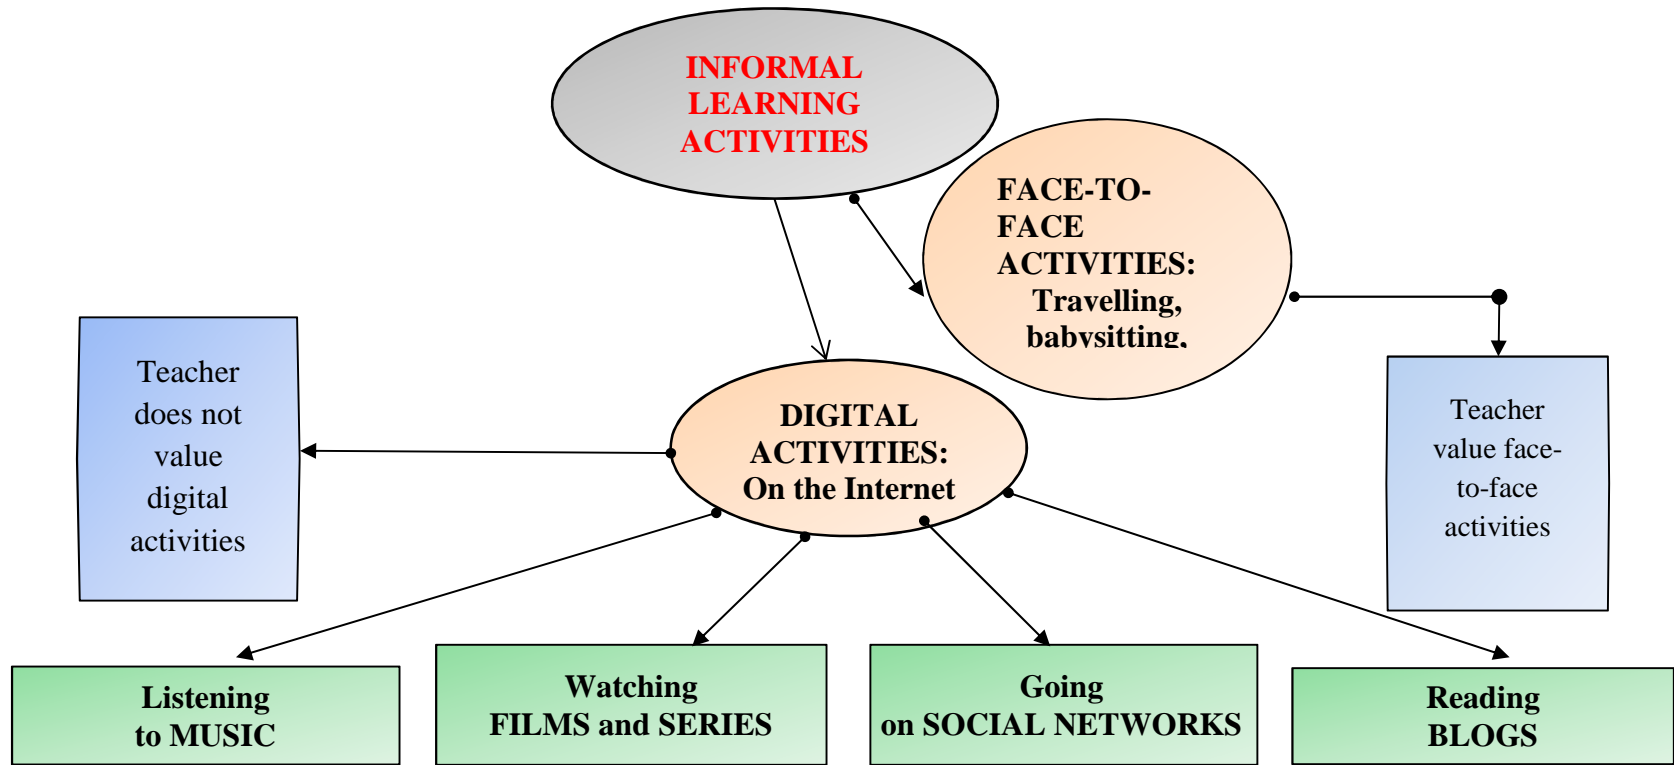 INFORMAL
LEARNING
ACTIVITIES
FACE-TO-
FACE
ACTIVITIES:
Travelling,
babysitting,
Teacher
does not
value
digital
activities
DIGITAL
ACTIVITIES:
On the Internet
Teacher
value face-
to-face
activities
Listening
to MUSIC
Watching
FILMS and SERIES
Going
on SOCIAL NETWORKS
Reading
BLOGS